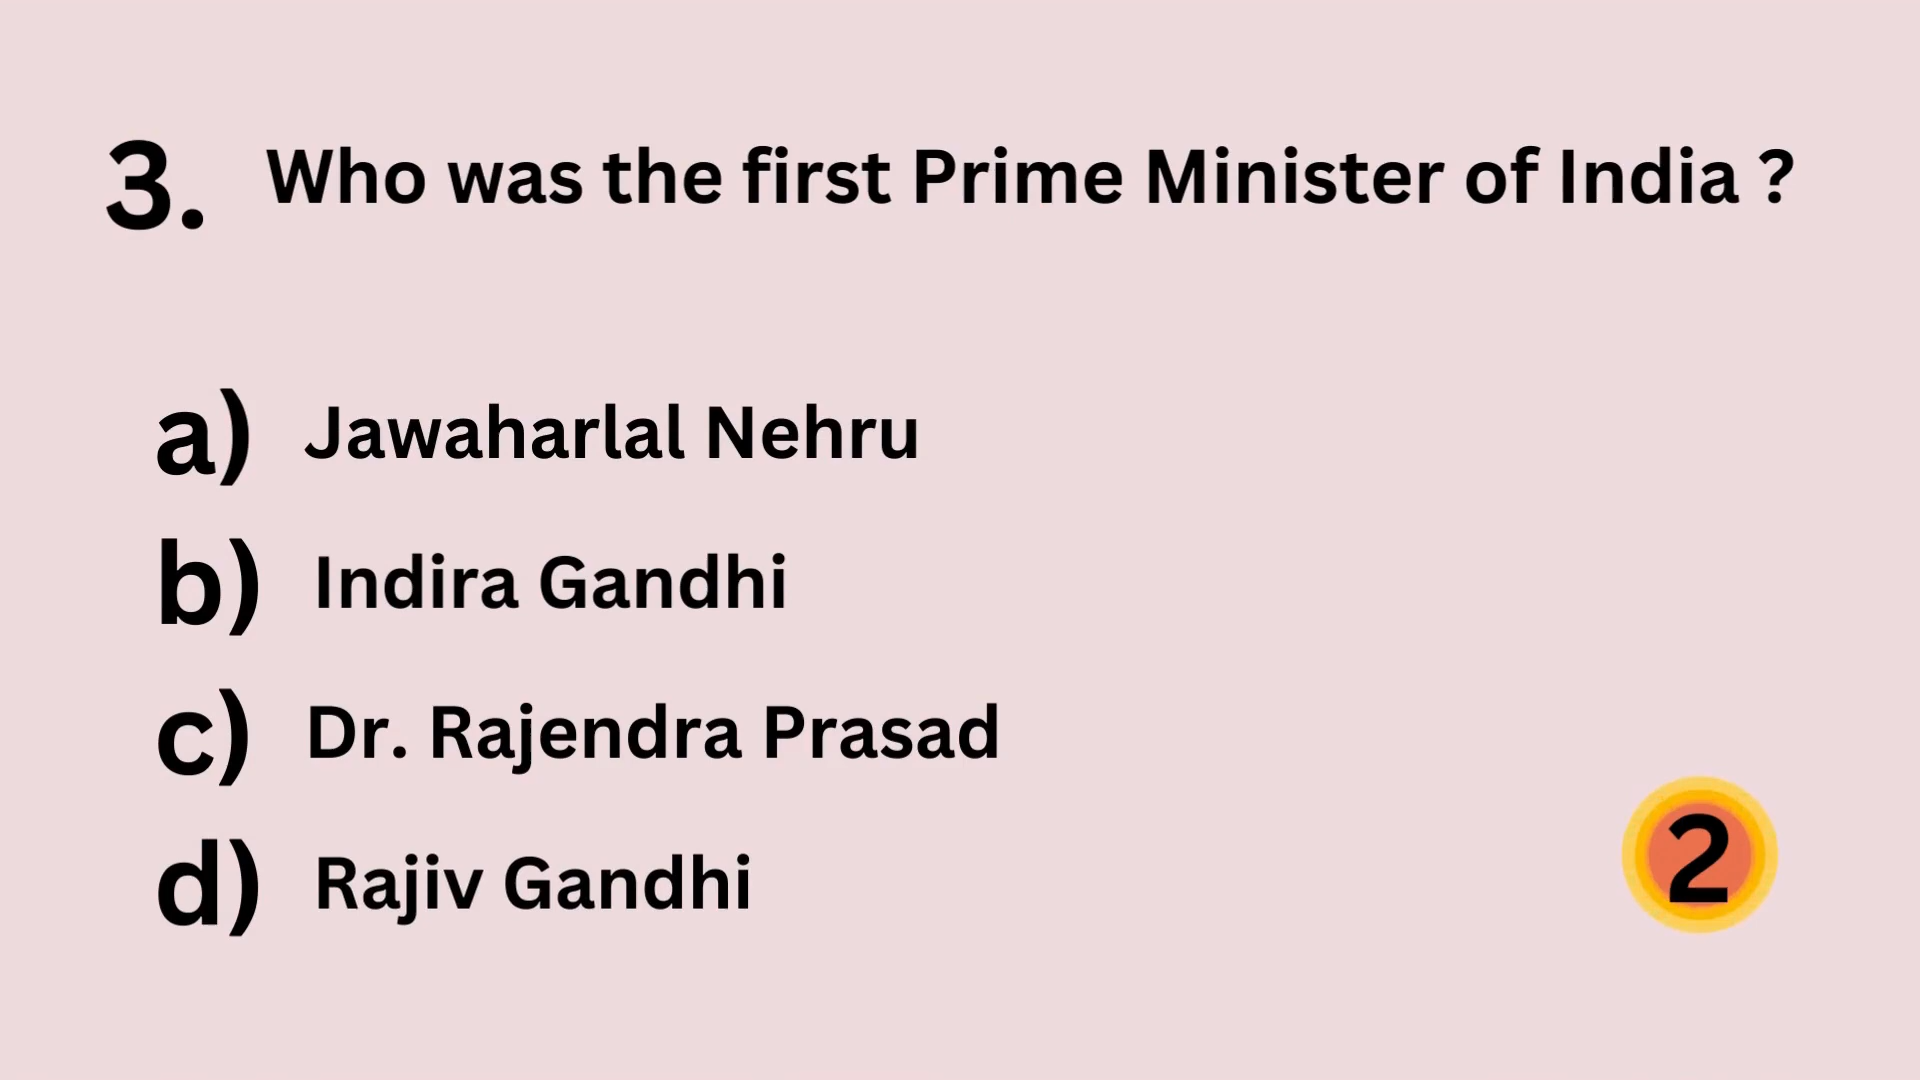 3. Who was the first Prime Minister of India ?
a) Jawaharlal Nehru
b) Indira Gandhi
c) Dr. Rajendra Prasad
d) Rajiv Gandhi
2